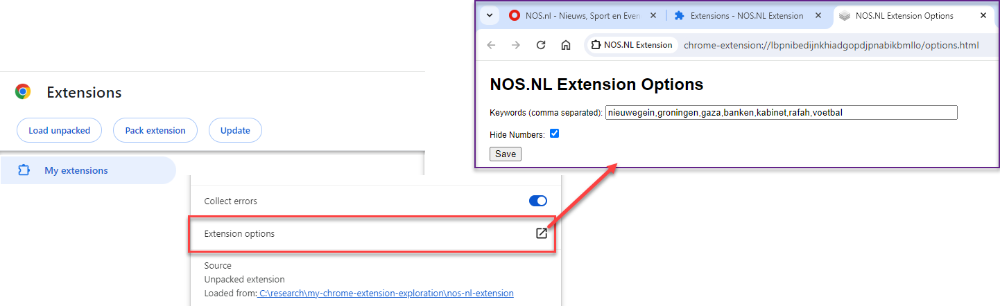 Extensions
Load unpacked
Pack extension
Update
My extensions
Collect errors
Extension options
Source
Unpacked extension
Loaded from: C:\research\my-chrome-extension-exploration\nos-nl-extension
NOS.nl - Nieuws, Sport en Even
Extensions - NOS.NL Extension
NOS.NL Extension Options
NOS.NL Extension
chrome-extension://lbpnibedijnkhiadgopdjpnabikbmllo/options.html
NOS.NL Extension Options
Keywords (comma separated): nieuwegein,groningen,gaza,banken,kabinet,rafah,voetbal
Hide Numbers:
Save